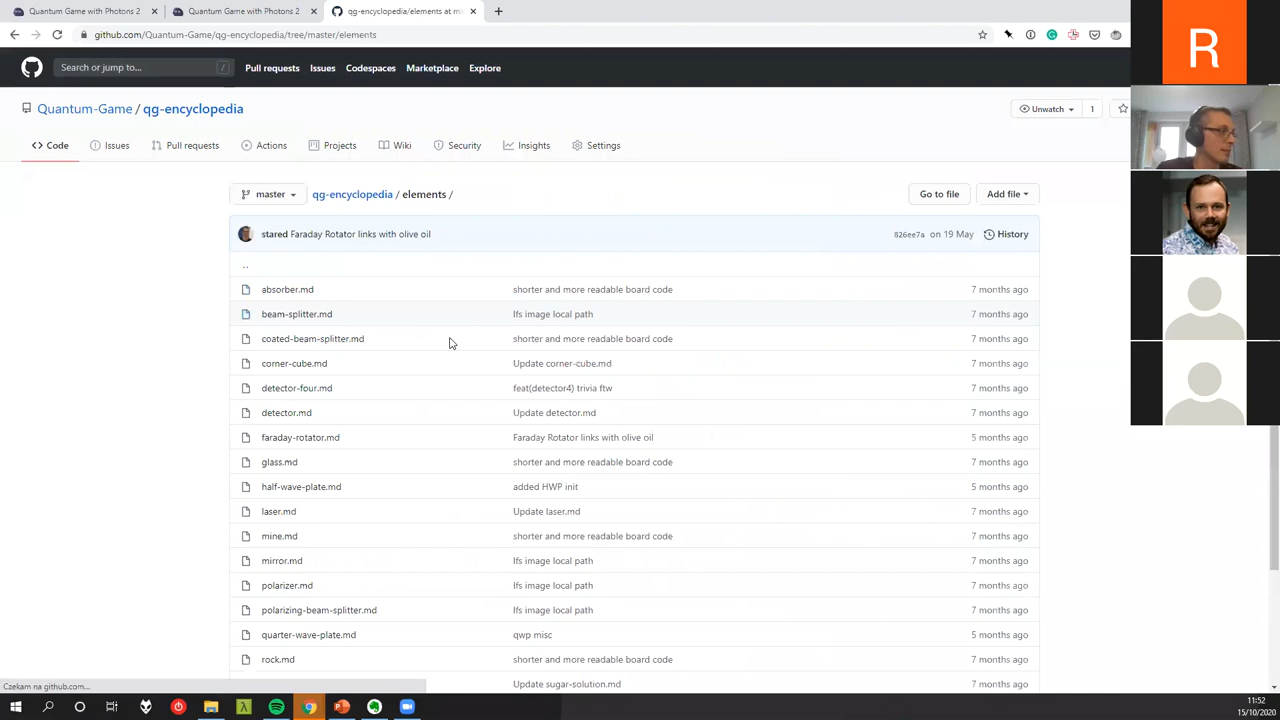 Quantum Game with Photons 2
Quantum Game with Photons 2
qg-encyclopedia/elements at m
github.com/Quantum-Game/qg-encyclopedia/tree/master/elements
Search or jump to...
/
Pull requests
Issues
Codespaces
Marketplace
Explore
Quantum-Game / qg-encyclopedia
Unwatch
1
Code
Issues
Pull requests
Actions
Projects
Wiki
Security
Insights
Settings
master
qg-encyclopedia / elements /
Go to file
Add file
stared Faraday Rotator links with olive oil
826ee7a on 19 May
History
..
absorber.md shorter and more readable board code 7 months ago
beam-splitter.md lfs image local path 7 months ago
coated-beam-splitter.md shorter and more readable board code 7 months ago
corner-cube.md Update corner-cube.md 7 months ago
detector-four.md feat(detector4) trivia ftw 7 months ago
detector.md Update detector.md 7 months ago
faraday-rotator.md Faraday Rotator links with olive oil 5 months ago
glass.md shorter and more readable board code 7 months ago
half-wave-plate.md added HWP init 5 months ago
laser.md Update laser.md 7 months ago
mine.md shorter and more readable board code 7 months ago
mirror.md lfs image local path 7 months ago
polarizer.md lfs image local path 7 months ago
polarizing-beam-splitter.md lfs image local path 7 months ago
quarter-wave-plate.md qwp misc 5 months ago
rock.md shorter and more readable board code 7 months ago
Update sugar-solution.md 7 months ago
Czekam na github.com...
R
11:52
15/10/2020